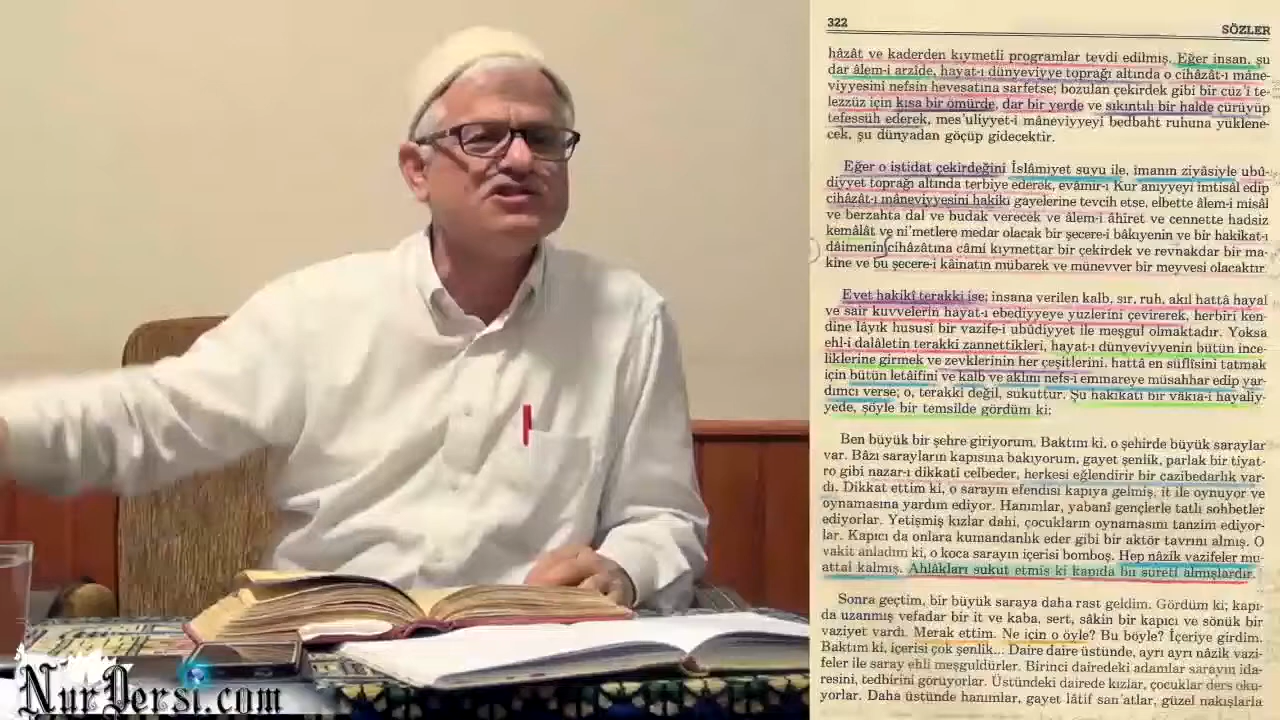 322
SÖZLER
hâzât ve kaderden kıymetli programlar tevdi edilmiş. Eğer insan, şu
dar âlem-i arzîde, hayat-ı dünyeviyye toprağı altında o cihâzât-ı mâne-
viyyesini nefsin hevesatına sarfetse; bozulan çekirdek gibi bir cüz'î te-
lezzüz için kısa bir ömürde, dar bir yerde ve sıkıntılı bir halde çürüyüp
tefessüh ederek, mes'uliyyet-i mâneviyyeyi bedbaht ruhuna yüklene-
cek, şu dünyadan göçüp gidecektir.
Eğer o istidat çekirdeğini İslâmiyet suyu ile, imanın ziyâsiyle ubû-
diyyet toprağı altında terbiye ederek, evâmir-i Kur'aniyyeyi imtisâl edip
cihâzât-ı mâneviyyesini hakikî gayelerine tevcih etse, elbette âlem-i misâl
ve berzahta dal ve budak verecek ve âlem-i âhiret ve cennette hadsiz
kemâlât ve ni'metlere medar olacak bir şecere-i bâkıyenin ve bir hakikat-ı
dâimenin cihâzâtına câmi kıymettar bir çekirdek ve revnakdar bir ma-
kine ve bu şecere-i kâinatın mübarek ve münevver bir meyvesi olacaktır.
Evet hakikî terakki ise; insana verilen kalb, sır, ruh, akıl hattâ hayal
ve sair kuvvelerin hayat-ı ebediyyeye yüzlerini çevirerek, herbiri ken-
dine lâyık hususî bir vazife-i ubûdiyyet ile meşgul olmaktadır. Yoksa
ehl-i dalâletin terakki zannettikleri, hayat-ı dünyeviyyenin bütün ince-
liklerine girmek ve zevklerinin her çeşitlerini, hattâ en süflîsini tatmak
için bütün letâifini ve kalb ve aklını nefs-i emmareye müsahhar edip yar-
dımcı verse; o, terakki değil, sukuttur. Şu hakikatı bir vâkıa-i hayaliy-
yede, şöyle bir temsilde gördüm ki:
Ben büyük bir şehre giriyorum. Baktım ki, o şehirde büyük saraylar
var. Bâzı sarayların kapısına bakıyorum, gayet şenlik, parlak bir tiyat-
ro gibi nazar-ı dikkati celbeder, herkesi eğlendirir bir cazibedarlık var-
dı. Dikkat ettim ki, o sarayın efendisi kapıya gelmiş, it ile oynuyor ve
oynamasına yardım ediyor. Hanımlar, yabanî gençlerle tatlı sohbetler
ediyorlar. Yetişmiş kızlar dahi, çocukların oynamasını tanzim ediyor-
lar. Kapıcı da onlara kumandanlık eder gibi bir aktör tavrını almış. O
vakit anladım ki, o koca sarayın içerisi bomboş. Hep nâzik vazifeler mu-
attal kalmış. Ahlâkları sukut etmiş ki kapıda bu sûreti almışlardır.
Sonra geçtim, bir büyük saraya daha rast geldim. Gördüm ki; kapı-
da uzanmış vefadar bir it ve kaba, sert, sâkin bir kapıcı ve sönük bir
vaziyet vardı. Merak ettim. Ne için o öyle? Bu böyle? İçeriye girdim.
Baktım ki, içerisi çok şenlik... Daire daire üstünde, ayrı ayrı nâzik vazi-
feler ile saray ehli meşguldürler. Birinci dairedeki adamlar sarayın ida-
resini, tedbirini görüyorlar. Üstündeki dairede kızlar, çocuklar ders oku-
yorlar. Daha üstünde hanımlar, gayet lâtif san'atlar, güzel nakışlarla
NurDersi.com